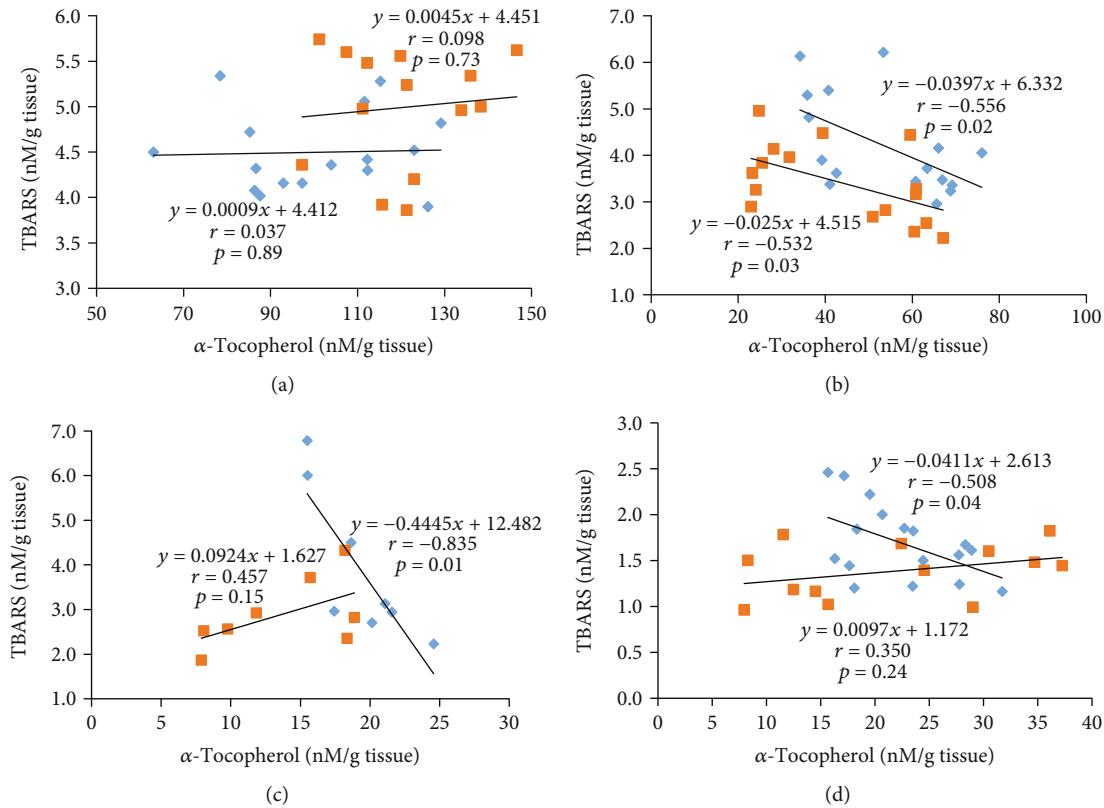 6.0
5.5
5.0
4.5
4.0
3.5
3.0
TBARS (nM/g tissue)
y = 0.0045x + 4.451
r = 0.098
p = 0.73
y = 0.0009x + 4.412
r = 0.037
p = 0.89
50 70 90 110 130 150
α-Tocopherol (nM/g tissue)
(a)
7.0
6.0
5.0
4.0
3.0
2.0
1.0
TBARS (nM/g tissue)
y = −0.0397x + 6.332
r = −0.556
p = 0.02
y = −0.025x + 4.515
r = −0.532
p = 0.03
0 20 40 60 80 100
α-Tocopherol (nM/g tissue)
(b)
7.0
6.0
5.0
4.0
3.0
2.0
1.0
TBARS (nM/g tissue)
y = −0.4445x + 12.482
r = −0.835
p = 0.01
y = 0.0924x + 1.627
r = 0.457
p = 0.15
0 5 10 15 20 25 30
α-Tocopherol (nM/g tissue)
(c)
3.0
2.5
2.0
1.5
1.0
0.5
0.0
TBARS (nM/g tissue)
y = −0.0411x + 2.613
r = −0.508
p = 0.04
y = 0.0097x + 1.172
r = 0.350
p = 0.24
0 5 10 15 20 25 30 35 40
α-Tocopherol (nM/g tissue)
(d)